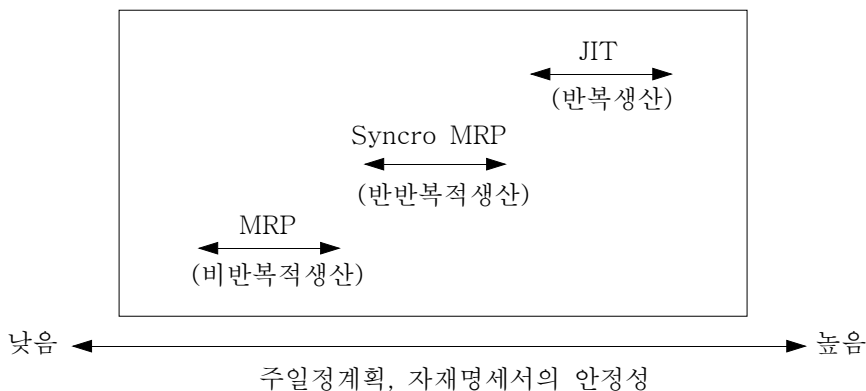 JIT
(반복생산)
Syncro MRP
(반반복적생산)
MRP
(비반복적생산)
낮음 높음
주일정계획, 자재명세서의 안정성